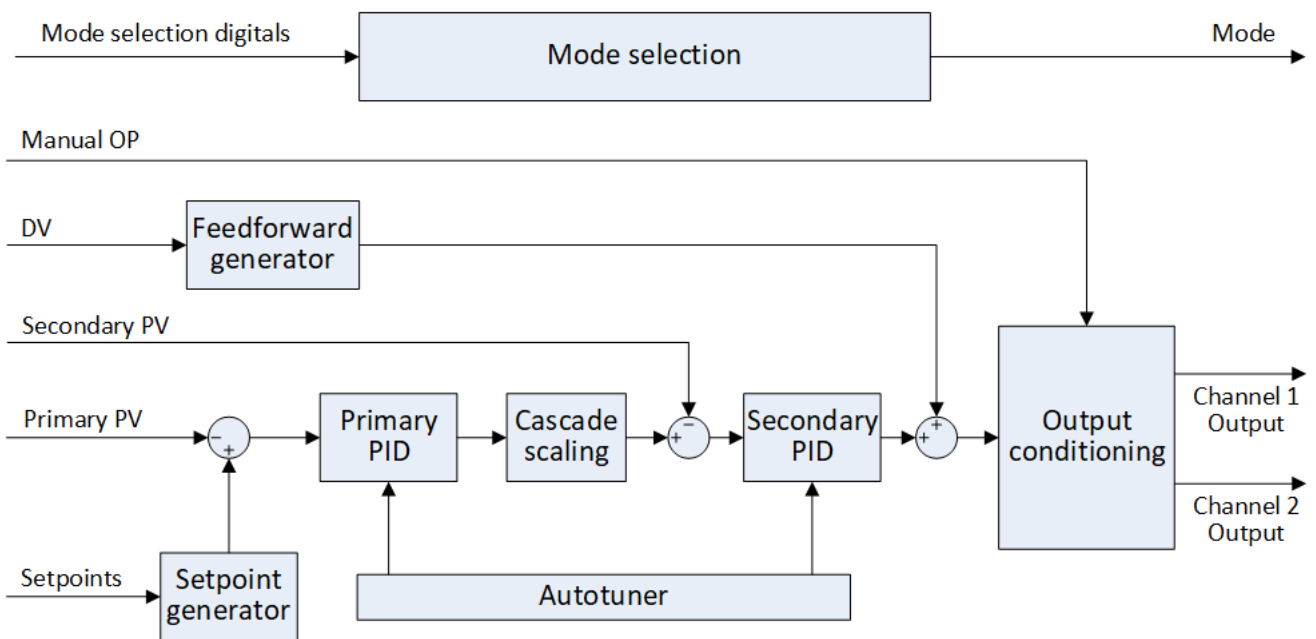 Mode selection digitals
Mode selection
Mode
Manual OP
DV
Feedforward
generator
Secondary PV
Primary PV
−
+
Primary
PID
Cascade
scaling
+
−
Secondary
PID
+
+
Output
conditioning
Channel 1
Output
Channel 2
Output
Setpoints
Setpoint
generator
Autotuner